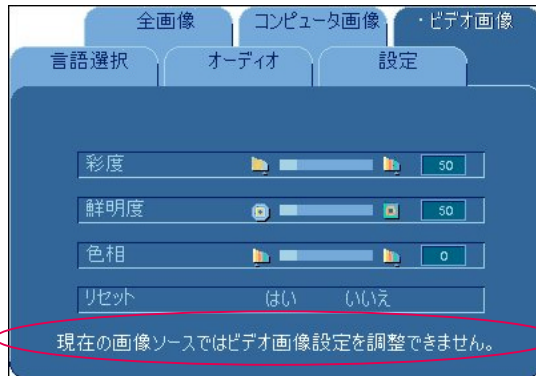 全画像 コンピュータ画像 ・ビデオ画像
言語選択 オーディオ 設定
彩度 50
鮮明度 50
色相 0
リセット はい いいえ
現在の画像ソースではビデオ画像設定を調整できません。